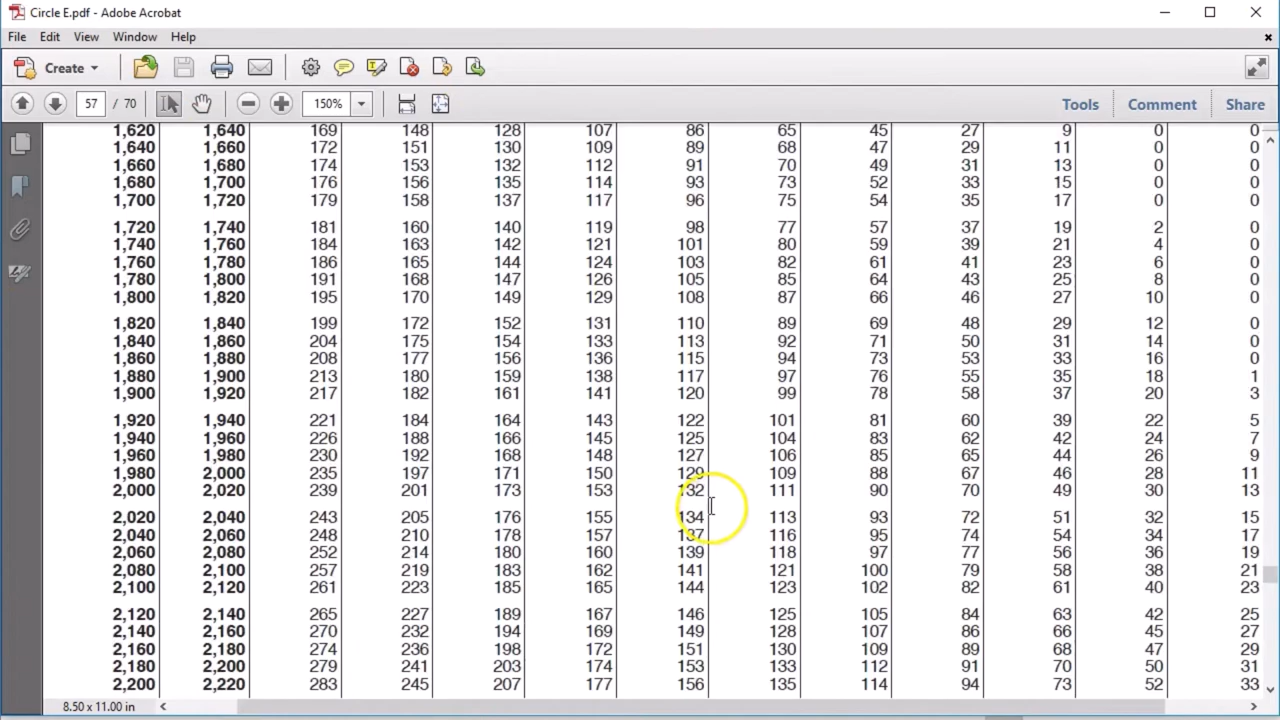 Circle E.pdf - Adobe Acrobat
File Edit View Window Help
Create
57 / 70 150% Tools Comment Share
1,620 1,640 169 148 128 107 86 65 45 27 9 0 0
1,640 1,660 172 151 130 109 89 68 47 29 11 0 0
1,660 1,680 174 153 132 112 91 70 49 31 13 0 0
1,680 1,700 176 156 135 114 93 73 52 33 15 0 0
1,700 1,720 179 158 137 117 96 75 54 35 17 0 0
1,720 1,740 181 160 140 119 98 77 57 37 19 2 0
1,740 1,760 184 163 142 121 101 80 59 39 21 4 0
1,760 1,780 186 165 144 124 103 82 61 41 23 6 0
1,780 1,800 191 168 147 126 105 85 64 43 25 8 0
1,800 1,820 195 170 149 129 108 87 66 46 27 10 0
1,820 1,840 199 172 152 131 110 89 69 48 29 12 0
1,840 1,860 204 175 154 133 113 92 71 50 31 14 0
1,860 1,880 208 177 156 136 115 94 73 53 33 16 0
1,880 1,900 213 180 159 138 117 97 76 55 35 18 1
1,900 1,920 217 182 161 141 120 99 78 58 37 20 3
1,920 1,940 221 184 164 143 122 101 81 60 39 22 5
1,940 1,960 226 188 166 145 125 104 83 62 42 24 7
1,960 1,980 230 192 168 148 127 106 85 65 44 26 9
1,980 2,000 235 197 171 150 129 109 88 67 46 28 11
2,000 2,020 239 201 173 153 132 111 90 70 49 30 13
2,020 2,040 243 205 176 155 134 113 93 72 51 32 15
2,040 2,060 248 210 178 157 137 116 95 74 54 34 17
2,060 2,080 252 214 180 160 139 118 97 77 56 36 19
2,080 2,100 257 219 183 162 141 121 100 79 58 38 21
2,100 2,120 261 223 185 165 144 123 102 82 61 40 23
2,120 2,140 265 227 189 167 146 125 105 84 63 42 25
2,140 2,160 270 232 194 169 149 128 107 86 66 45 27
2,160 2,180 274 236 198 172 151 130 109 89 68 47 29
2,180 2,200 279 241 203 174 153 133 112 91 70 50 31
2,200 2,220 283 245 207 177 156 135 114 94 73 52 33
8.50 x 11.00 in